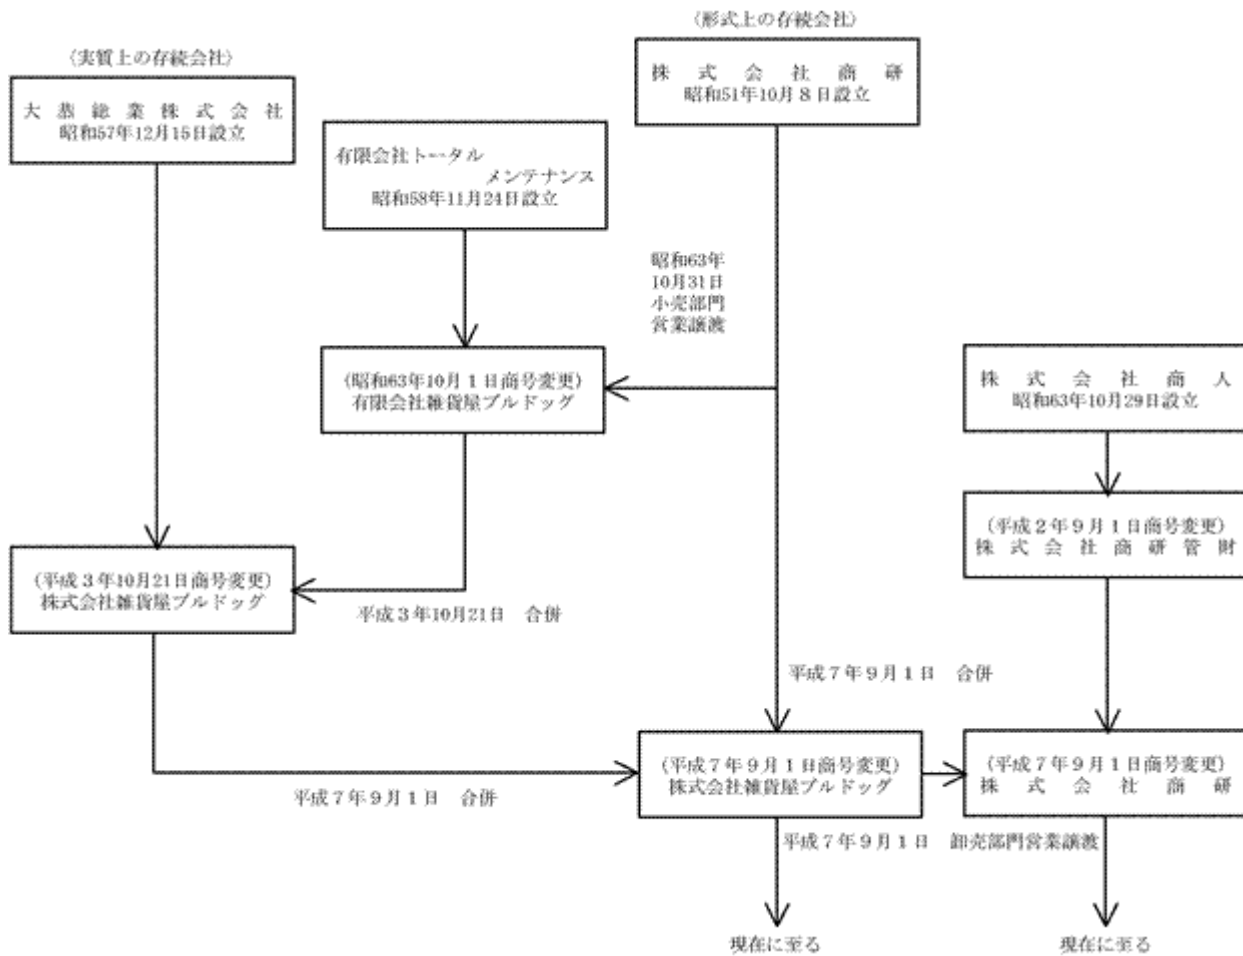 〈形式上の存続会社〉
〈実質上の存続会社〉
株式会社商研
昭和51年10月8日設立
大恭総業株式会社
昭和57年12月15日設立
有限会社トータル
メンテナンス
昭和58年11月24日設立
昭和63年
10月31日
小売部門
営業譲渡
(昭和63年10月1日商号変更)
有限会社雑貨屋ブルドッグ
株式会社商人
昭和63年10月29日設立
(平成2年9月1日商号変更)
株式会社商研管財
(平成3年10月21日商号変更)
株式会社雑貨屋ブルドッグ
平成3年10月21日 合併
平成7年9月1日 合併
(平成7年9月1日商号変更)
株式会社雑貨屋ブルドッグ
(平成7年9月1日商号変更)
株式会社商研
平成7年9月1日 合併
平成7年9月1日 卸売部門営業譲渡
現在に至る
現在に至る